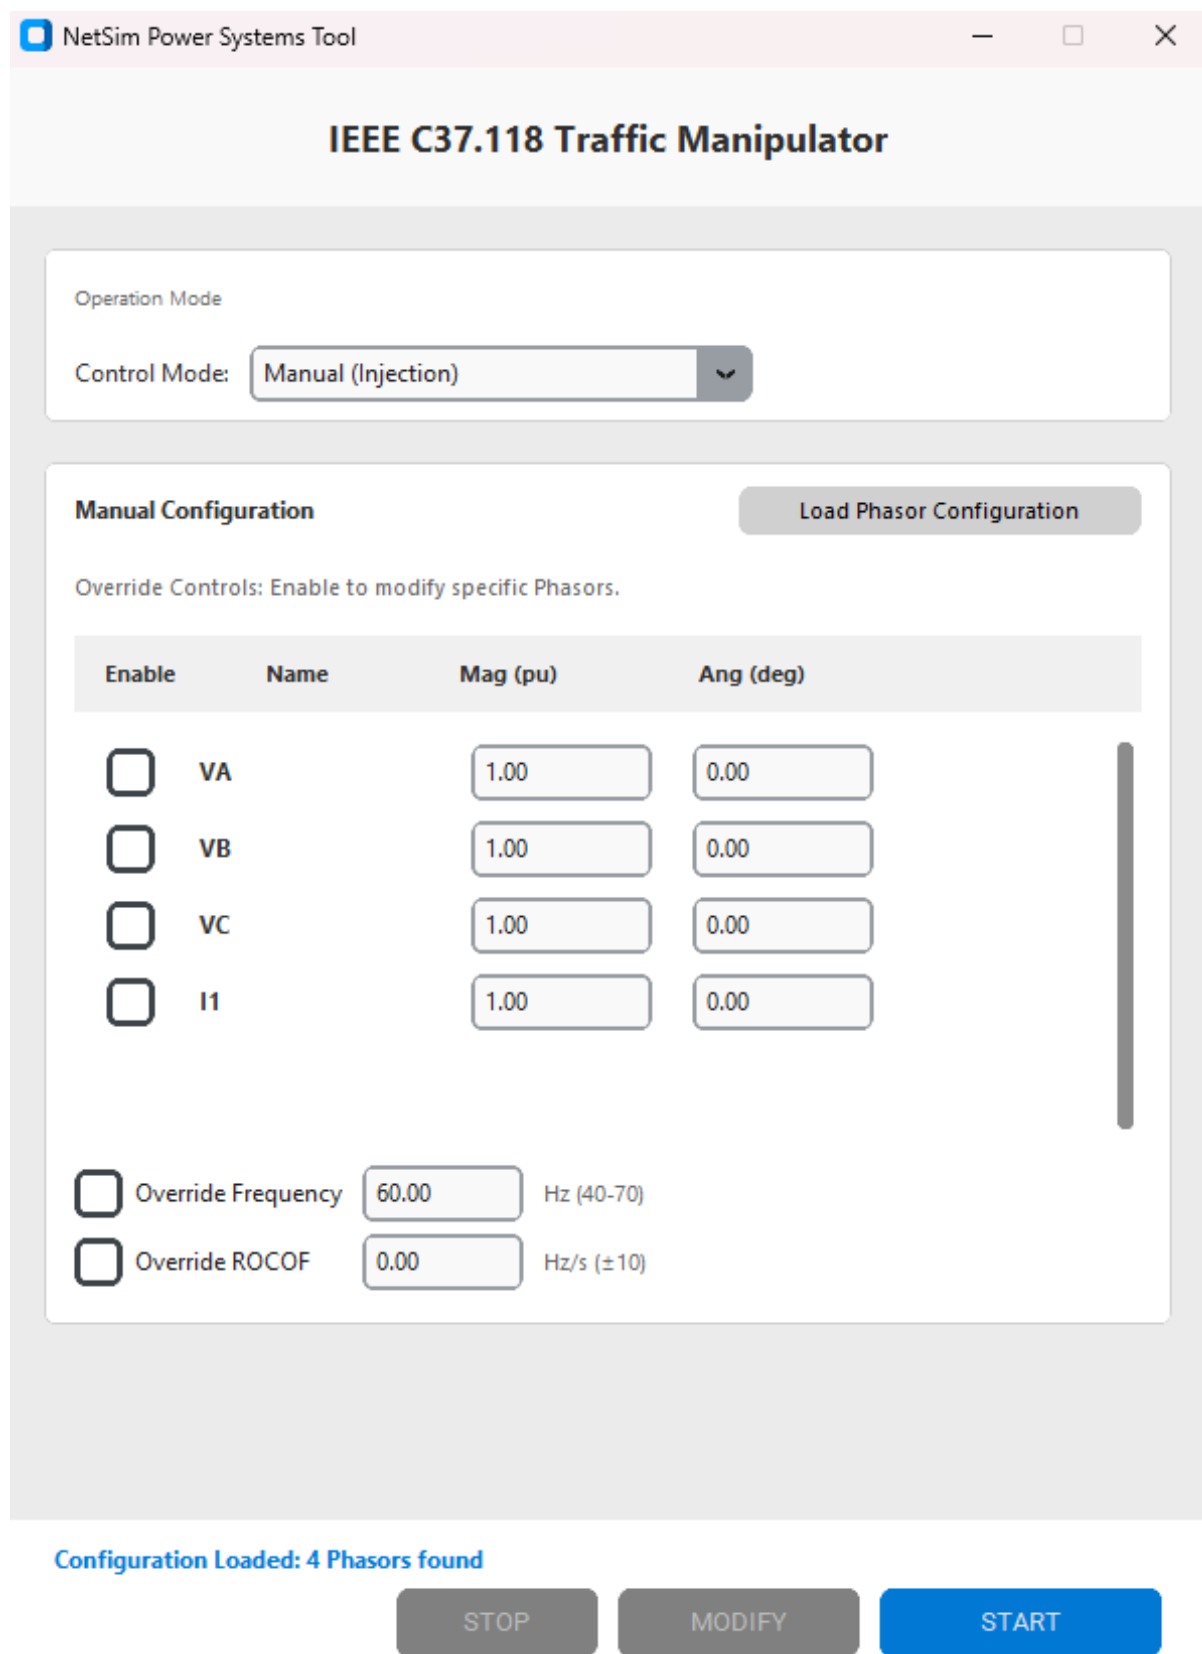 NetSim Power Systems Tool
IEEE C37.118 Traffic Manipulator
Operation Mode
Control Mode: Manual (Injection)
Manual Configuration Load Phasor Configuration
Override Controls: Enable to modify specific Phasors.
Enable Name Mag (pu) Ang (deg)
VA 1.00 0.00
VB 1.00 0.00
VC 1.00 0.00
I1 1.00 0.00
Override Frequency 60.00 Hz (40-70)
Override ROCOF 0.00 Hz/s (±10)
Configuration Loaded: 4 Phasors found
STOP MODIFY START